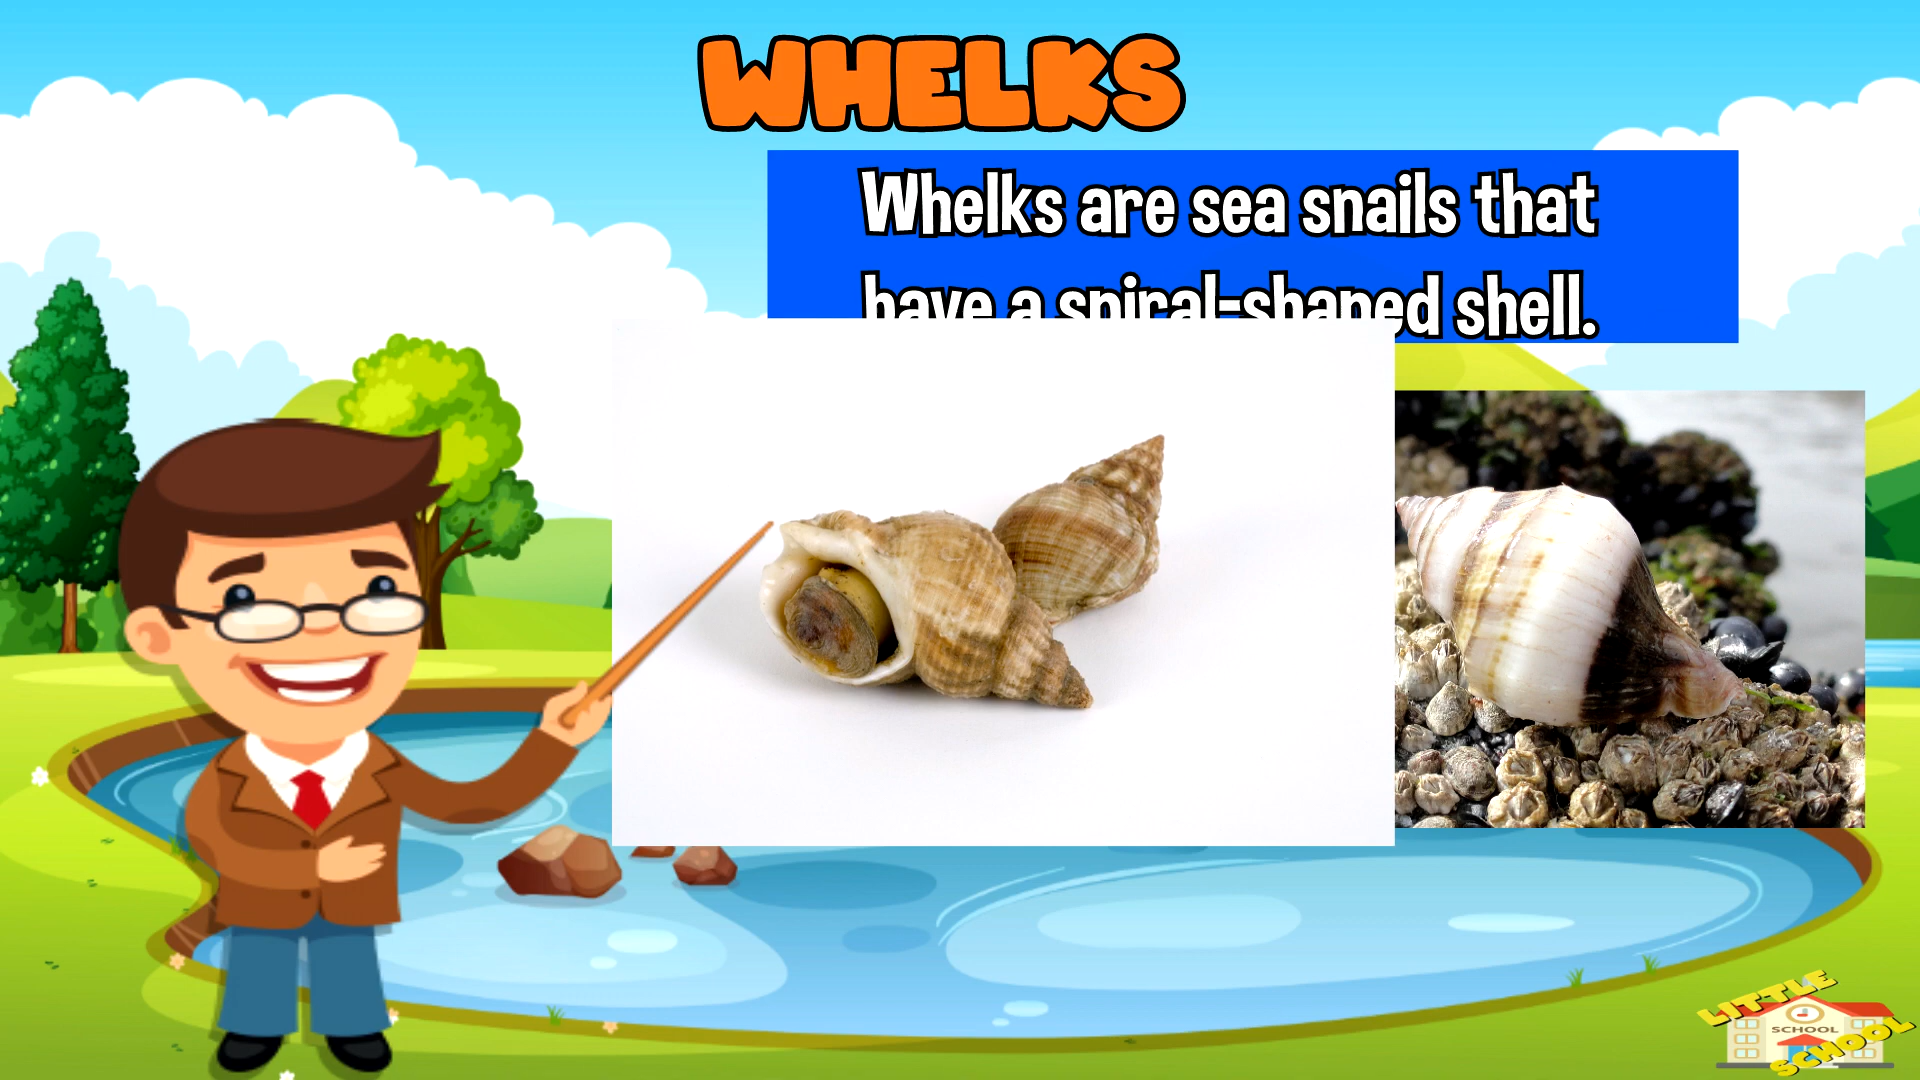 WHELKS
Whelks are sea snails that
have a spiral-shaped shell.
LITTLE
SCHOOL
SCHOOL